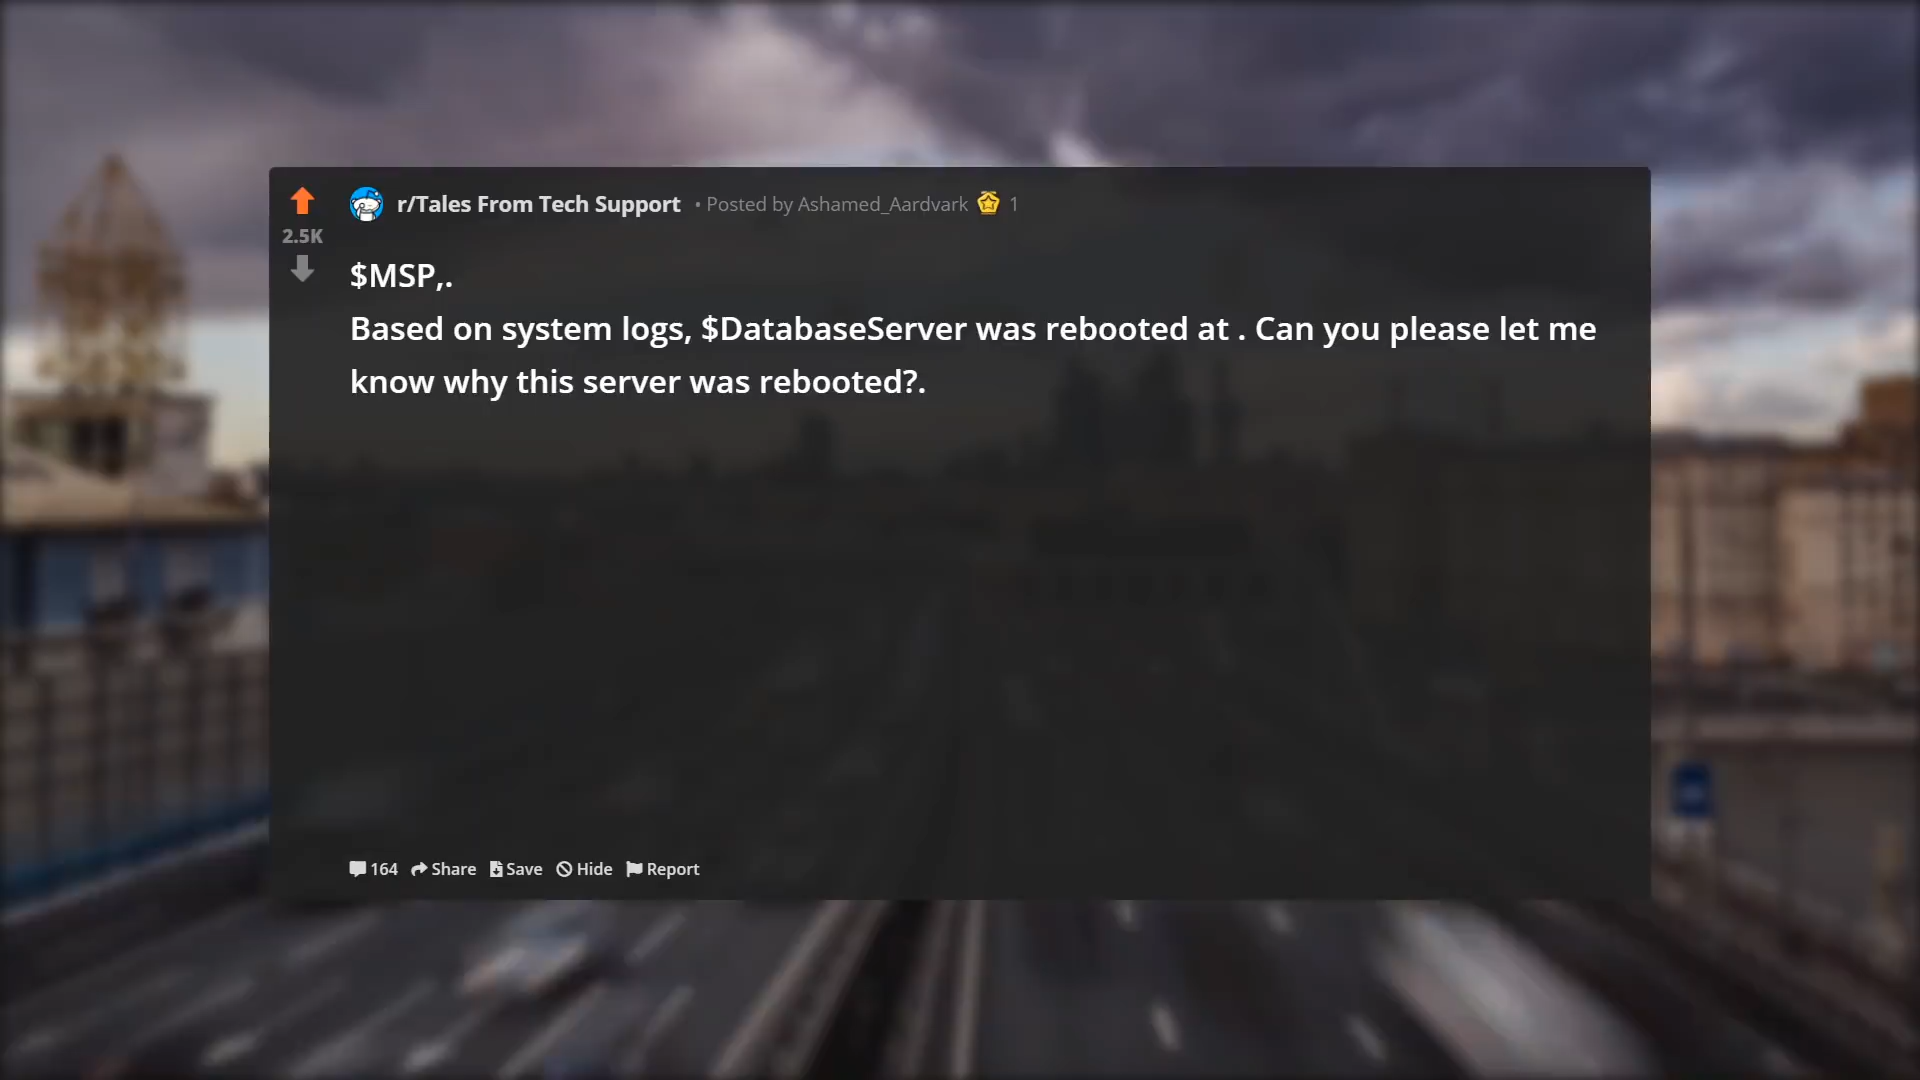 r/Tales From Tech Support • Posted by Ashamed_Aardvark 1
2.5K
$MSP,.
Based on system logs, $DatabaseServer was rebooted at . Can you please let me
know why this server was rebooted?.
164 Share Save Hide Report